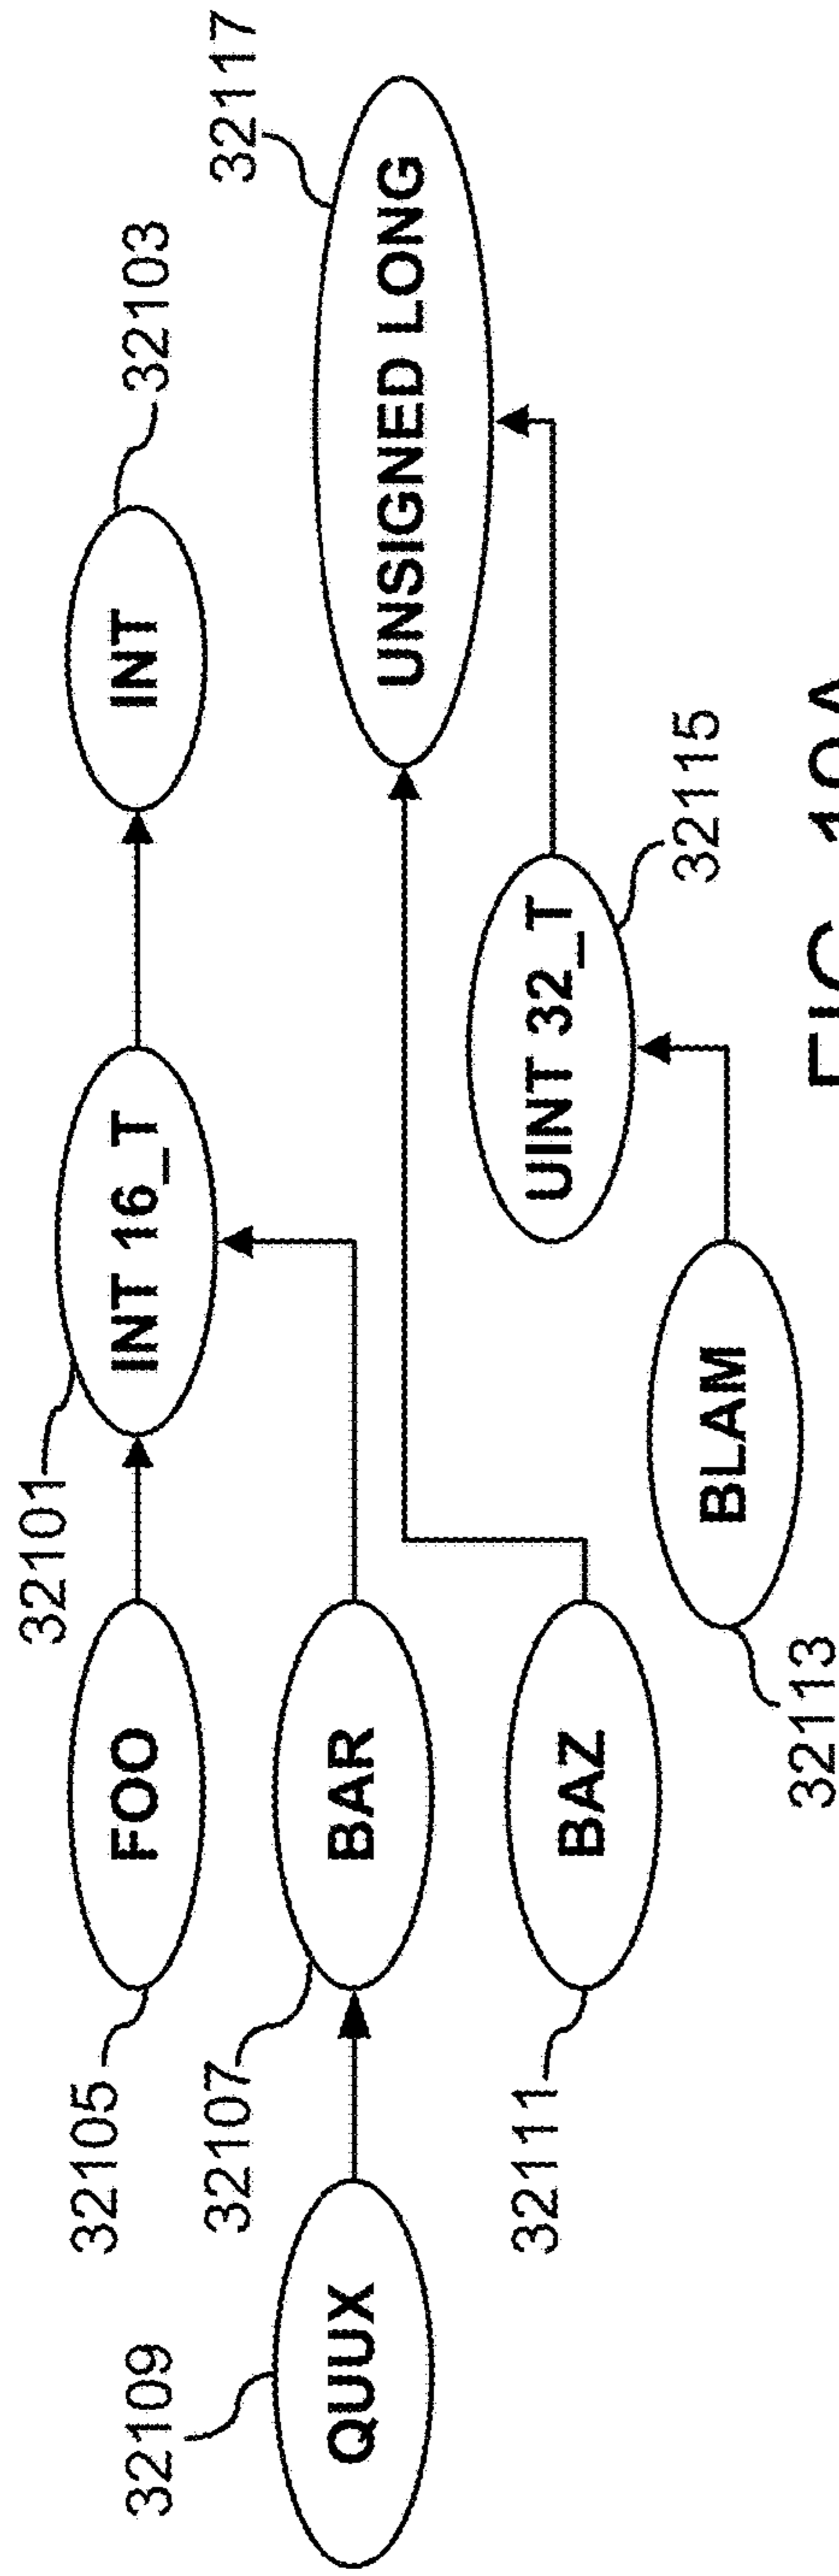 32101
32105
32109
32103
FOO
INT 16_T
INT
32107
32117
QUUX
BAR
UNSIGNED LONG
32111
BAZ
UINT 32_T
32115
BLAM
32113
FIG